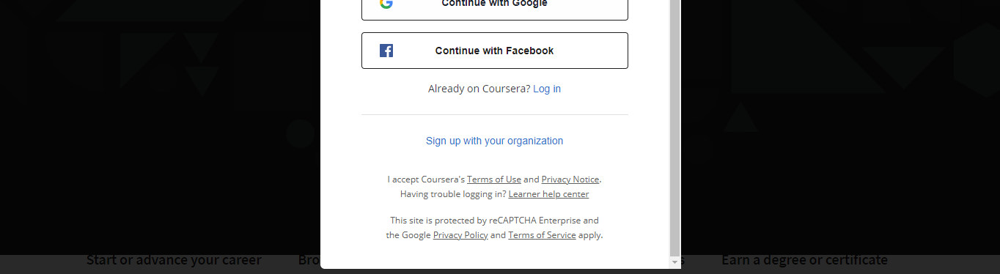 Continue with Google
Continue with Facebook
Already on Coursera? Log in
Sign up with your organization
I accept Coursera's Terms of Use and Privacy Notice.
Having trouble logging in? Learner help center
This site is protected by reCAPTCHA Enterprise and
the Google Privacy Policy and Terms of Service apply.
Start or advance your career
Earn a degree or certificate